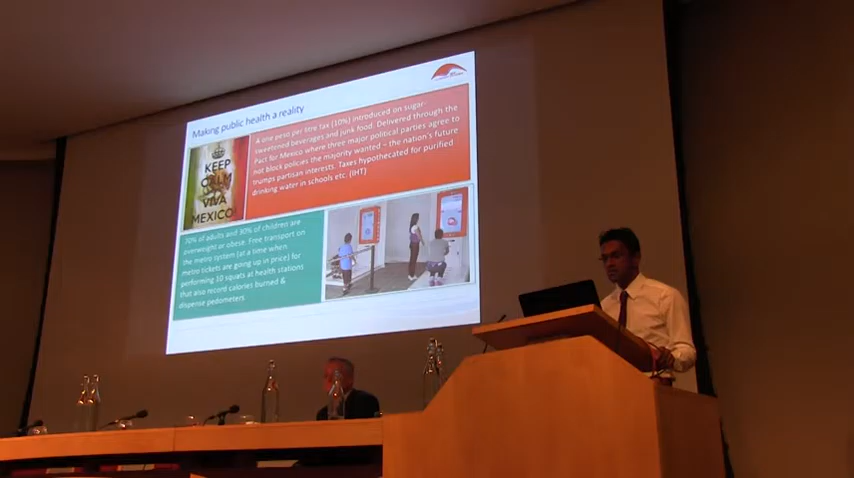 Making public health a reality
A one peso per litre tax (10%) introduced on sugar-
sweetened beverages and junk food. Delivered through the
Pact for Mexico where three major political parties agree to
not block policies the majority wanted – the nation's future
trumps partisan interests. Taxes hypothecated for purified
drinking water in schools etc. (IHT)
KEEP
CALM
VIVA
MEXICO
70% of adults and 30% of children are
overweight or obese. Free transport on
the metro system (at a time when
metro tickets are going up in price) for
performing 10 squats at health stations
that also record calories burned &
dispense pedometers